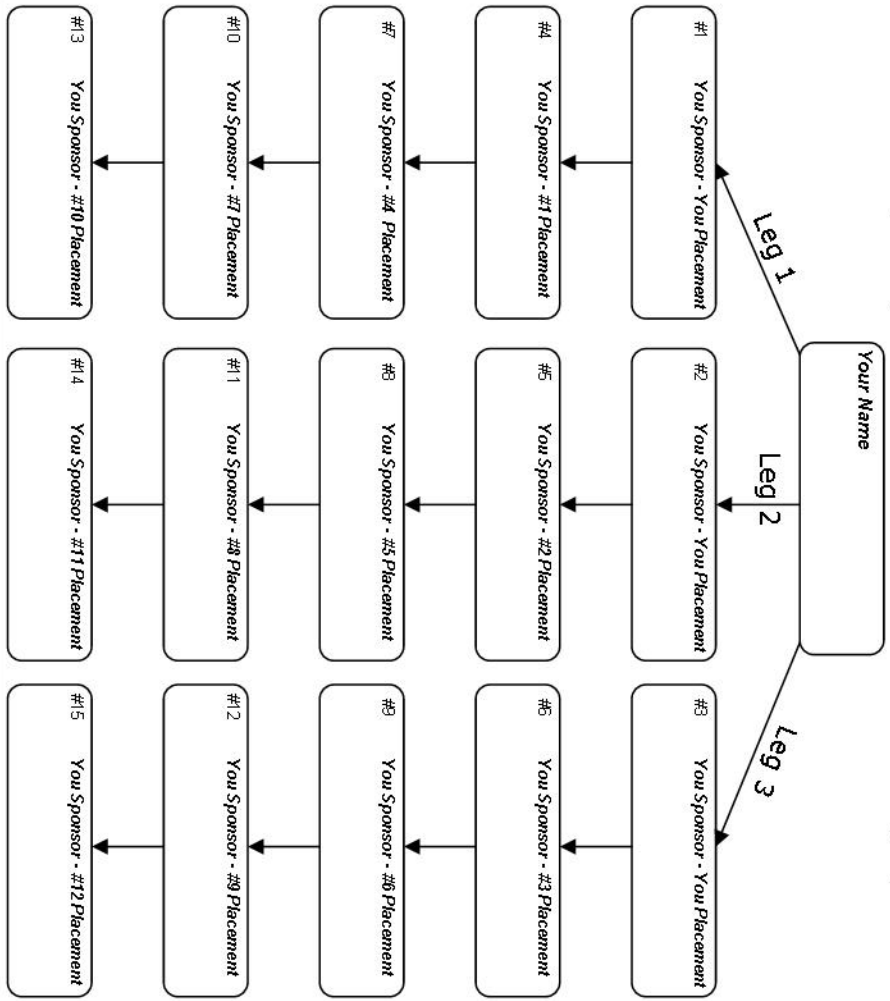 Your Name
Leg 1
Leg 2
Leg 3
#1
You Sponsor - You Placement
#2
You Sponsor - You Placement
#3
You Sponsor - You Placement
#4
You Sponsor - #1 Placement
#5
You Sponsor - #2 Placement
#6
You Sponsor - #3 Placement
#7
You Sponsor - #4 Placement
#8
You Sponsor - #5 Placement
#9
You Sponsor - #6 Placement
#10
You Sponsor - #7 Placement
#11
You Sponsor - #8 Placement
#12
You Sponsor - #9 Placement
#13
You Sponsor - #10 Placement
#14
You Sponsor - #11 Placement
#15
You Sponsor - #12 Placement